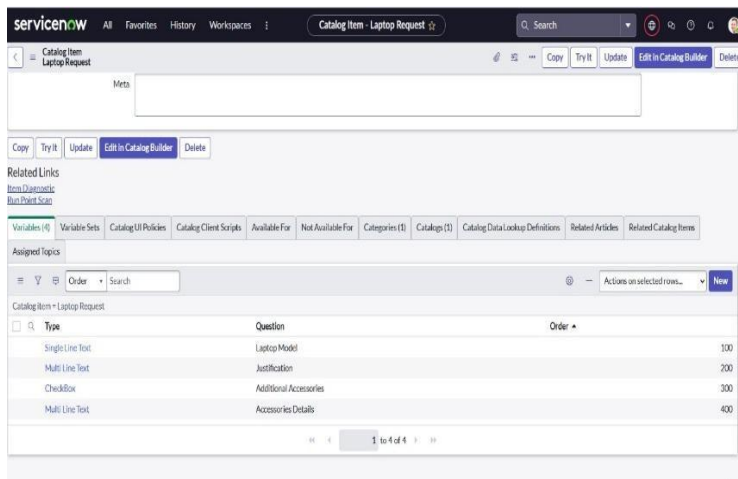 servicenow All Favorites History Workspaces Catalog Item - Laptop Request Search
Catalog Item
Laptop Request
Copy Try It Update Edit in Catalog Builder Delete
Meta
Copy Try It Update Edit in Catalog Builder Delete
Related Links
Item Diagnostic
Run Point Scan
Variables (4) Variable Sets Catalog UI Policies Catalog Client Scripts Available For Not Available For Categories (1) Catalogs (1) Catalog Data Lookup Definitions Related Articles Related Catalog Items
Assigned Topics
Order Search Actions on selected rows... New
Catalog item = Laptop Request
Type Question Order
Single Line Text Laptop Model 100
Multi Line Text Justification 200
CheckBox Additional Accessories 300
Multi Line Text Accessories Details 400
1 to 4 of 4